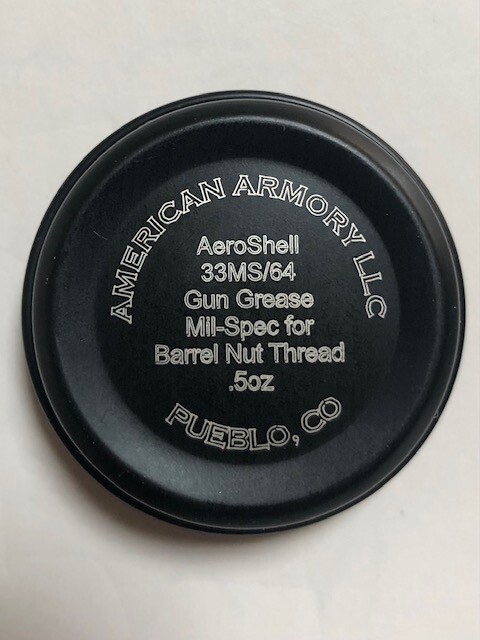 AMERICAN ARMORY LLC
AeroShell
33MS/64
Gun Grease
Mil-Spec for
Barrel Nut Thread
.5oz
PUEBLO, CO